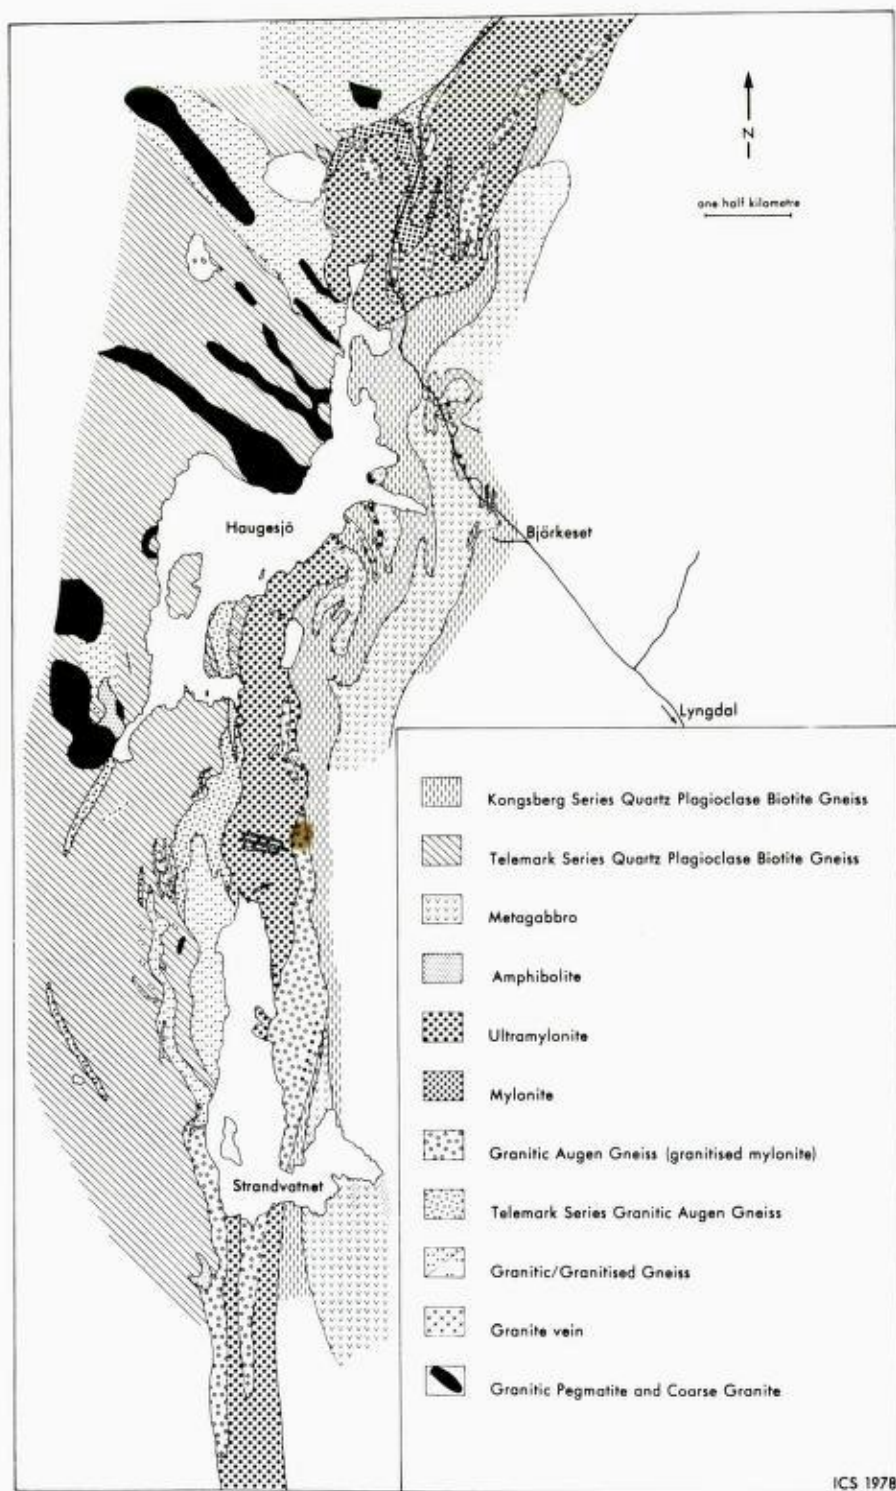 N
one half kilometre
Haugesjö
Björkeset
Lyngdal
Kongsberg Series Quartz Plagioclase Biotite Gneiss
Telemark Series Quartz Plagioclase Biotite Gneiss
Metagabbro
Amphibolite
Ultramylonite
Mylonite
Granitic Augen Gneiss (granitised mylonite)
Strandvatnet
Telemark Series Granitic Augen Gneiss
Granitic/Granitised Gneiss
Granite vein
Granitic Pegmatite and Coarse Granite
ICS 1978